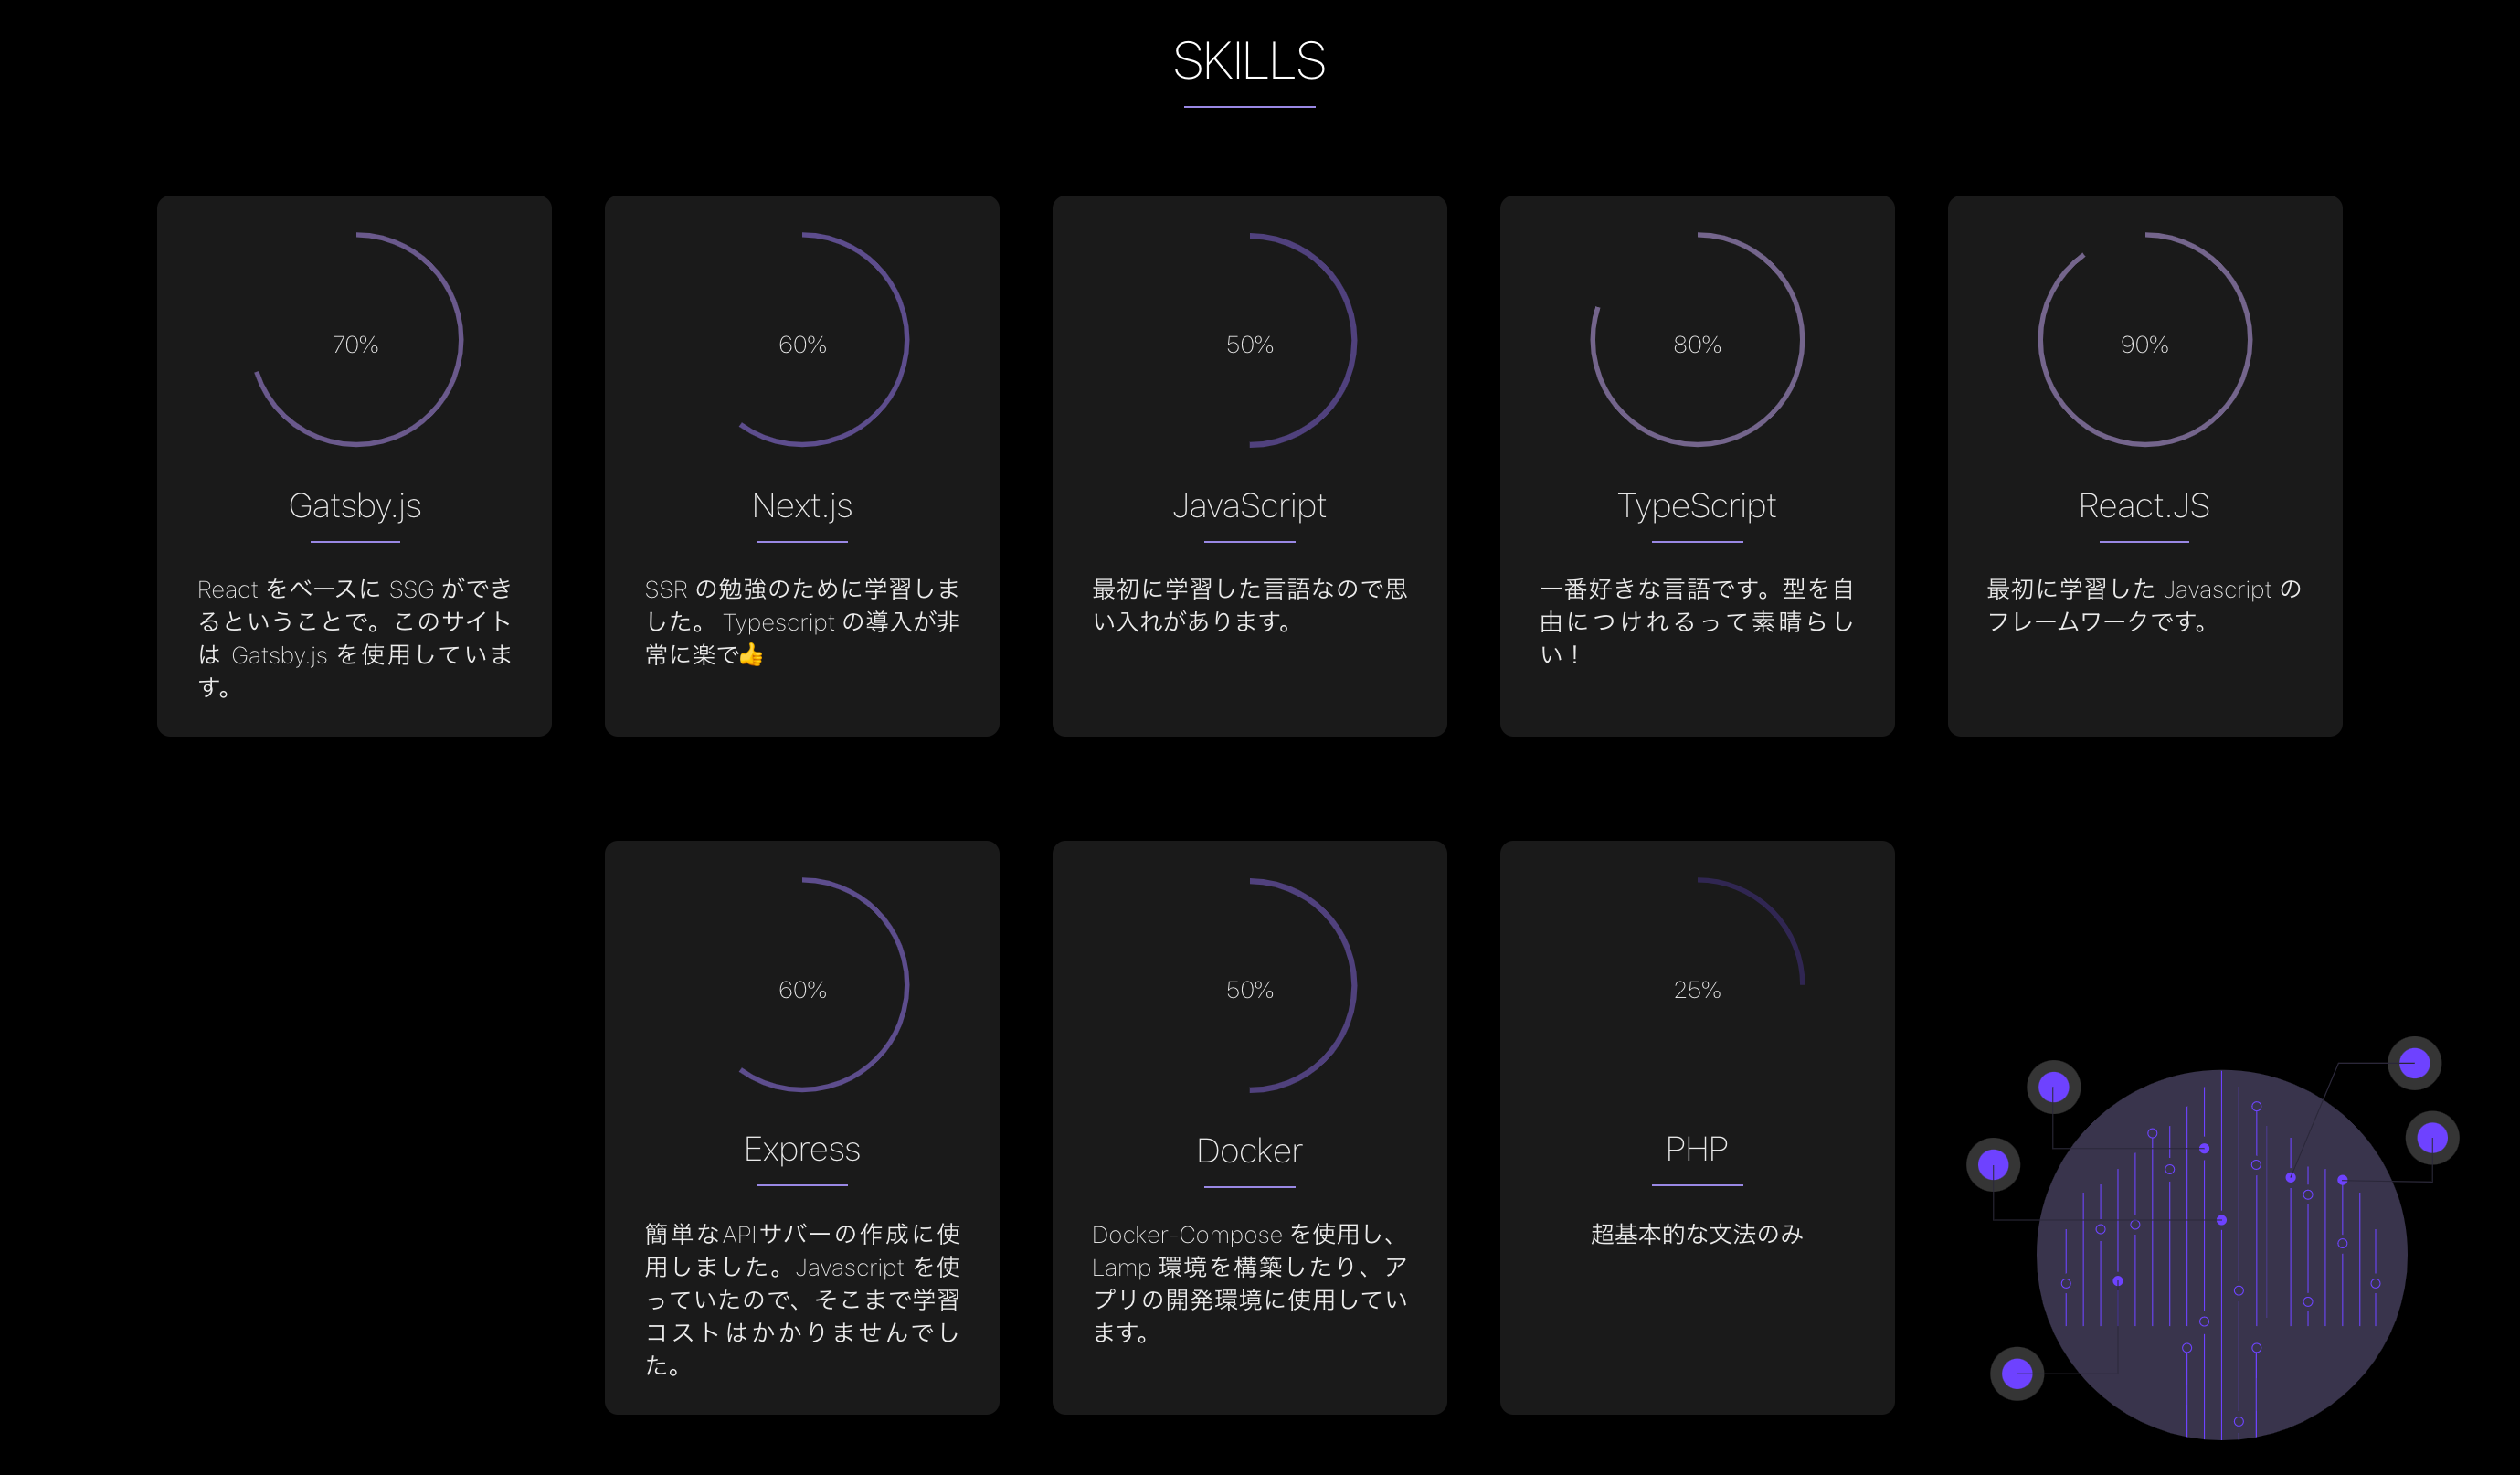 SKILLS
70%
Gatsby.js
React をベースに SSG ができ
るということで。このサイト
は Gatsby.js を使用していま
す。
60%
Next.js
SSR の勉強のために学習しま
した。 Typescript の導入が非
常に楽で👍
50%
JavaScript
最初に学習した言語なので思
い入れがあります。
80%
TypeScript
一番好きな言語です。型を自
由につけれるって素晴らし
い！
90%
React.JS
最初に学習した Javascript の
フレームワークです。
60%
Express
簡単なAPIサバーの作成に使
用しました。Javascript を使
っていたので、そこまで学習
コストはかかりませんでし
た。
50%
Docker
Docker-Compose を使用し、
Lamp 環境を構築したり、ア
プリの開発環境に使用してい
ます。
25%
PHP
超基本的な文法のみ